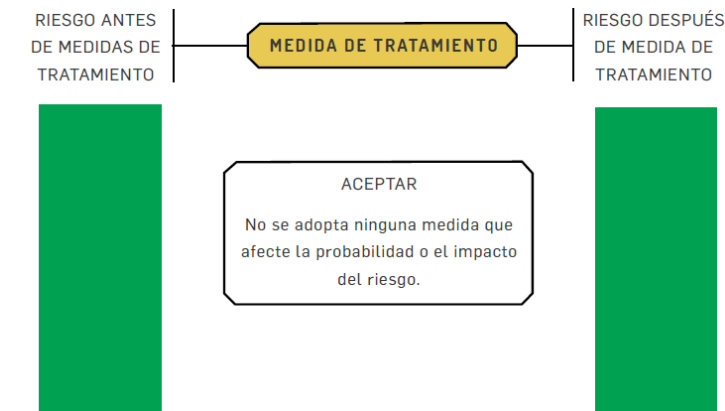 RIESGO ANTES
DE MEDIDAS DE
TRATAMIENTO
MEDIDA DE TRATAMIENTO
RIESGO DESPUÉS
DE MEDIDA DE
TRATAMIENTO
ACEPTAR
No se adopta ninguna medida que
afecte la probabilidad o el impacto
del riesgo.